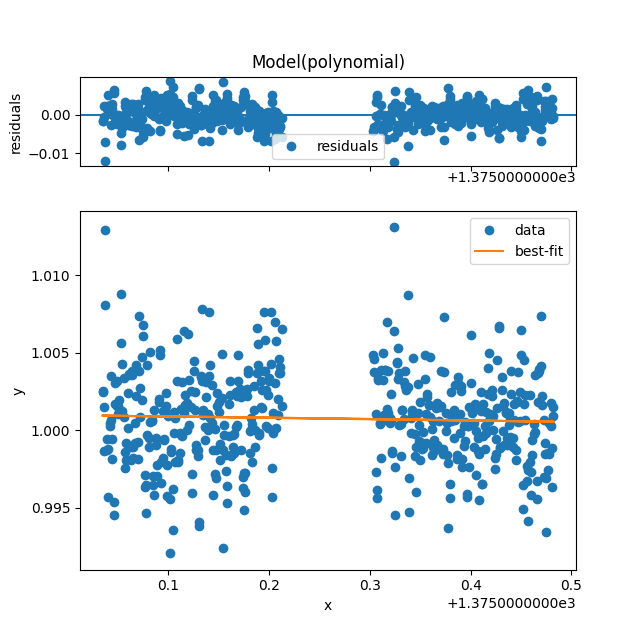 Model(polynomial)
residuals
0.00
−0.01
residuals
+1.3750000000e3
y
1.010
1.005
1.000
0.995
data
best-fit
0.1
0.2
0.3
0.4
0.5
x
+1.3750000000e3